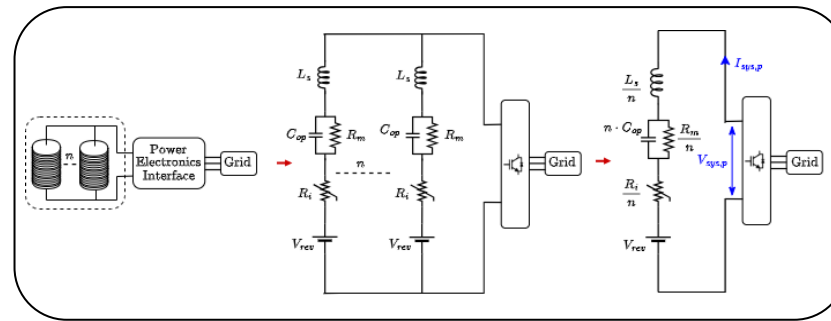 n
Power
Electronics
Interface
Grid
L_s
L_s
C_op
R_m
C_op
R_m
n
R_i
R_i
V_rev
V_rev
Grid
I_sys,p
L_s/n
n · C_op
R_m/n
V_sys,p
R_i/n
V_rev
Grid